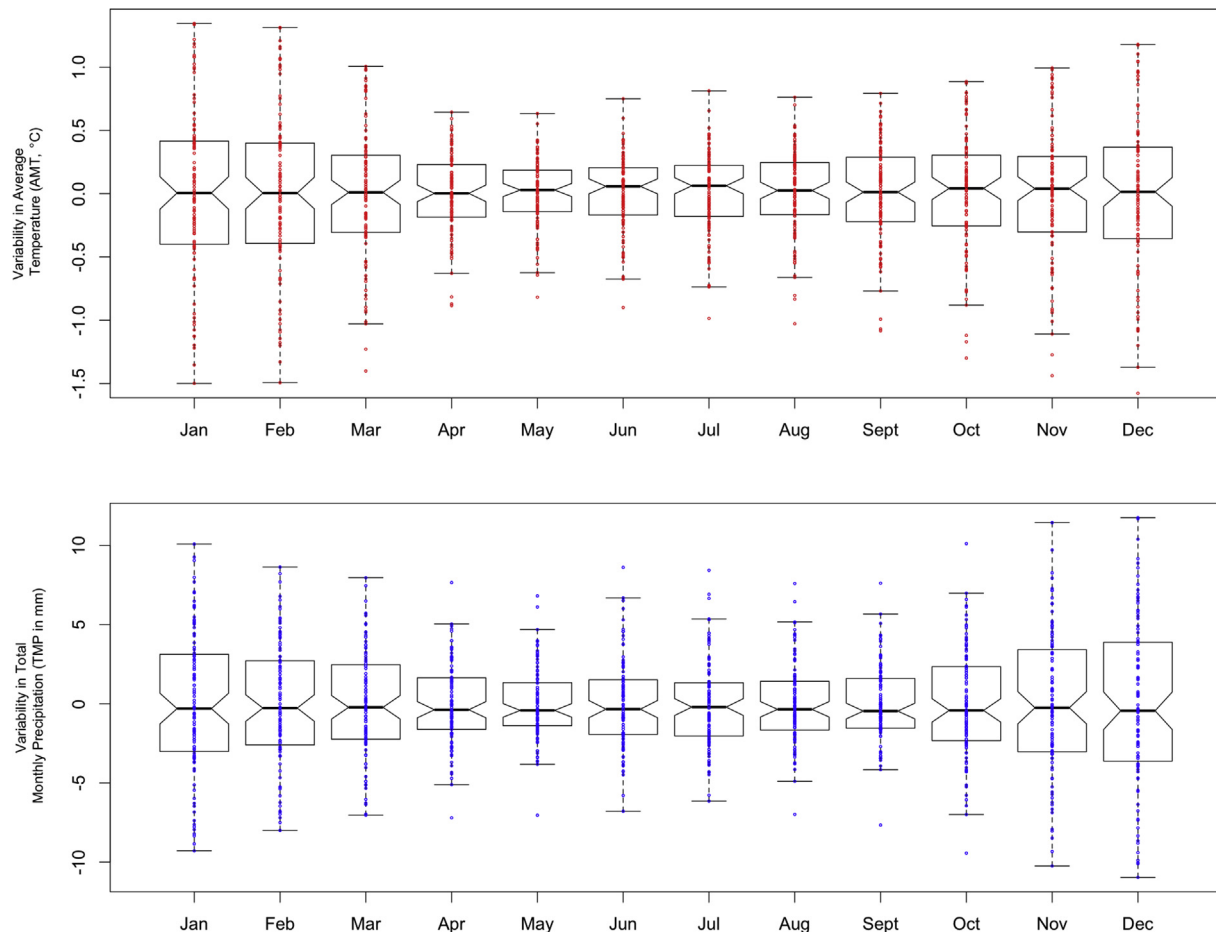 Variability in Average
Temperature (AMT, °C)
1.0
0.5
0.0
-0.5
-1.0
-1.5
Jan Feb Mar Apr May Jun Jul Aug Sept Oct Nov Dec
Variability in Total
Monthly Precipitation (TMP in mm)
10
5
0
-5
-10
Jan Feb Mar Apr May Jun Jul Aug Sept Oct Nov Dec